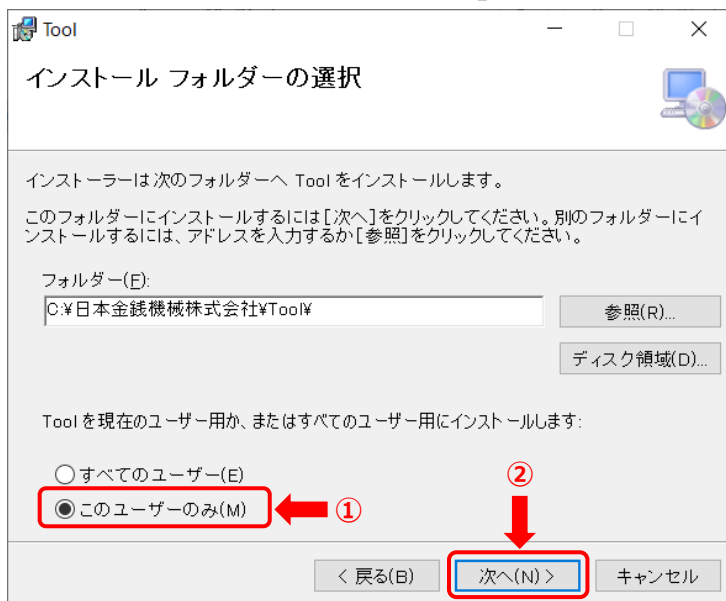 Tool
インストール フォルダーの選択
インストーラーは次のフォルダーへ Tool をインストールします。
このフォルダーにインストールするには[次へ]をクリックしてください。別のフォルダーにイ
ンストールするには、アドレスを入力するか[参照]をクリックしてください。
フォルダー(F):
C:¥日本金銭機械株式会社¥Tool¥
参照(R)...
ディスク領域(D)...
Tool を現在のユーザー用か、またはすべてのユーザー用にインストールします:
すべてのユーザー(E)
②
このユーザーのみ(M)
①
< 戻る(B)
次へ(N) >
キャンセル